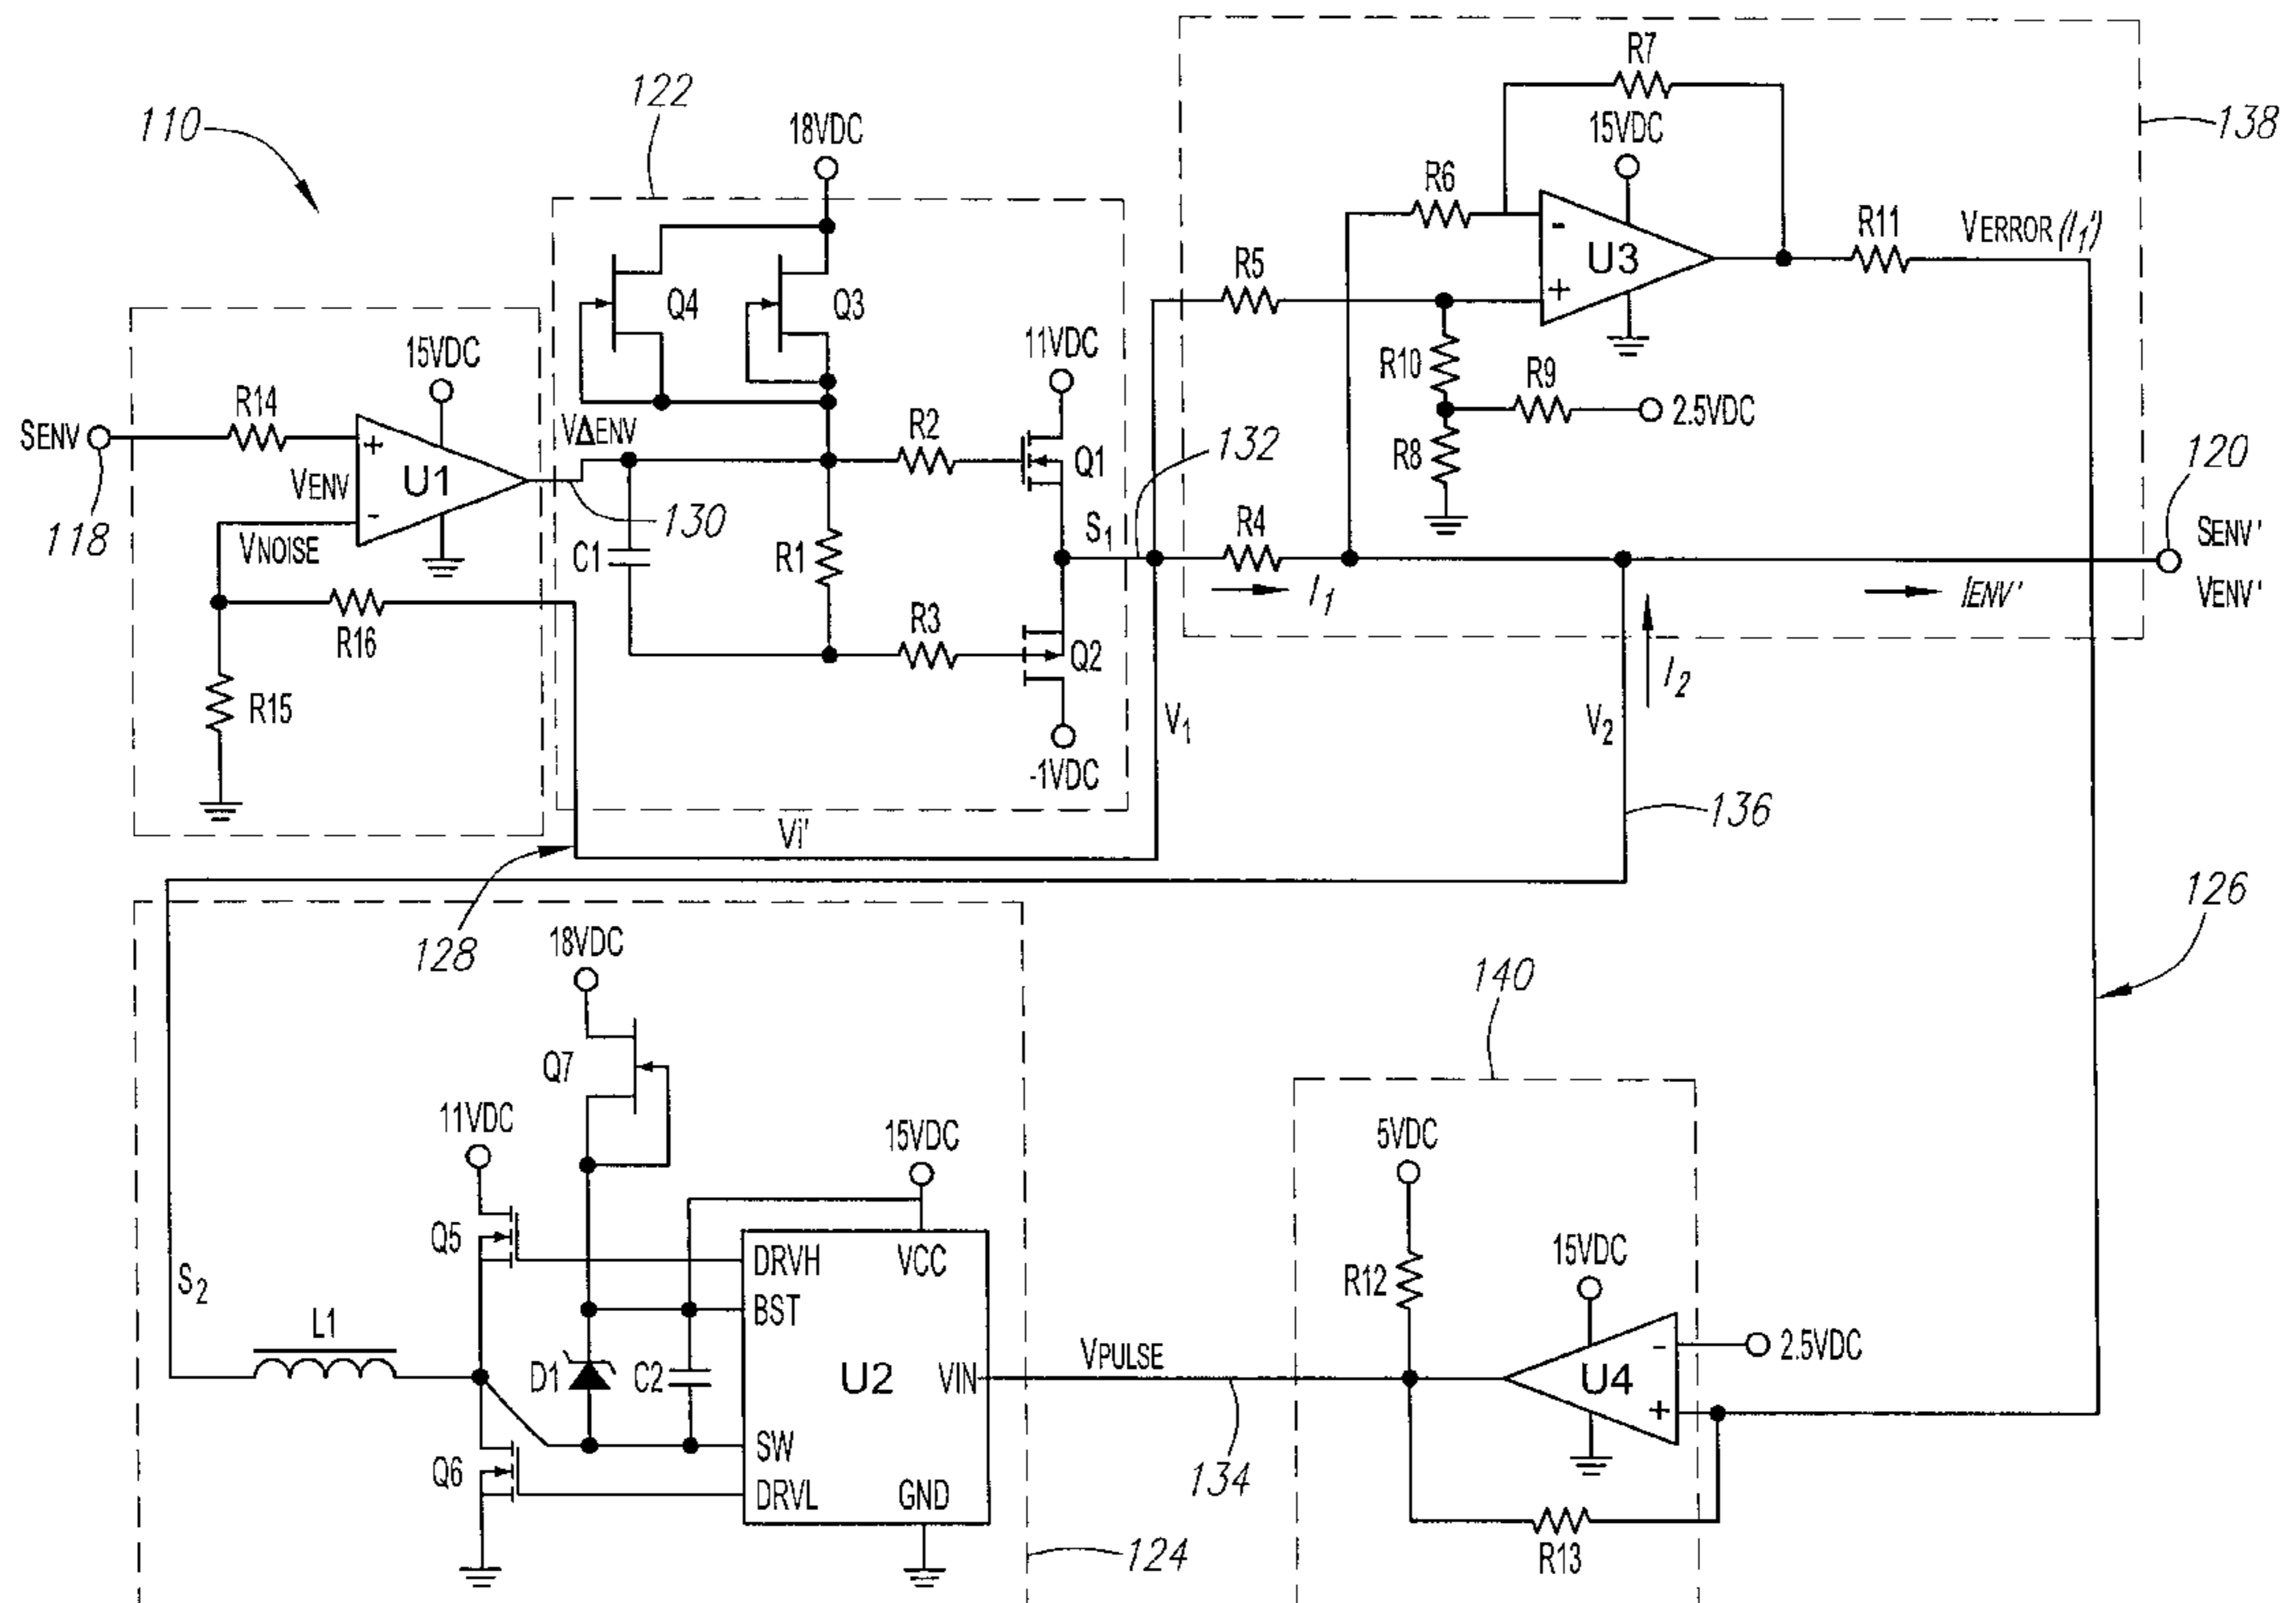 110
122
18VDC
Q4
Q3
15VDC
SENV
118
R14
VENV
+
-
U1
VNOISE
R16
R15
VΔENV
130
C1
R1
R2
R3
11VDC
Q1
Q2
-1VDC
S1
132
V1
Vi'
128
138
R7
15VDC
R6
-
+
U3
R5
R11
VERROR (I1')
R10
R9
2.5VDC
R8
R4
I1
120
SENV'
VENV'
IENV'
I2
V2
136
126
18VDC
Q7
11VDC
15VDC
Q5
DRVH
VCC
BST
S2
L1
D1
C2
U2
VIN
SW
Q6
DRVL
GND
124
VPULSE
134
140
5VDC
R12
15VDC
-
2.5VDC
U4
+
R13